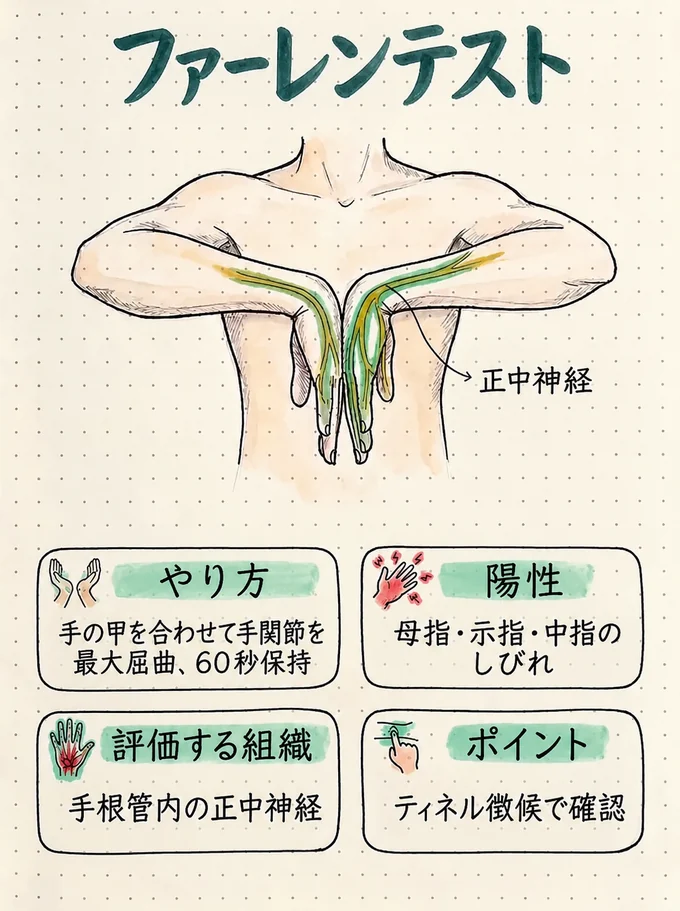 ファーレンテスト
正中神経
やり方
手の甲を合わせて手関節を
最大屈曲、60秒保持
陽性
母指・示指・中指の
しびれ
評価する組織
手根管内の正中神経
ポイント
ティネル徴候で確認